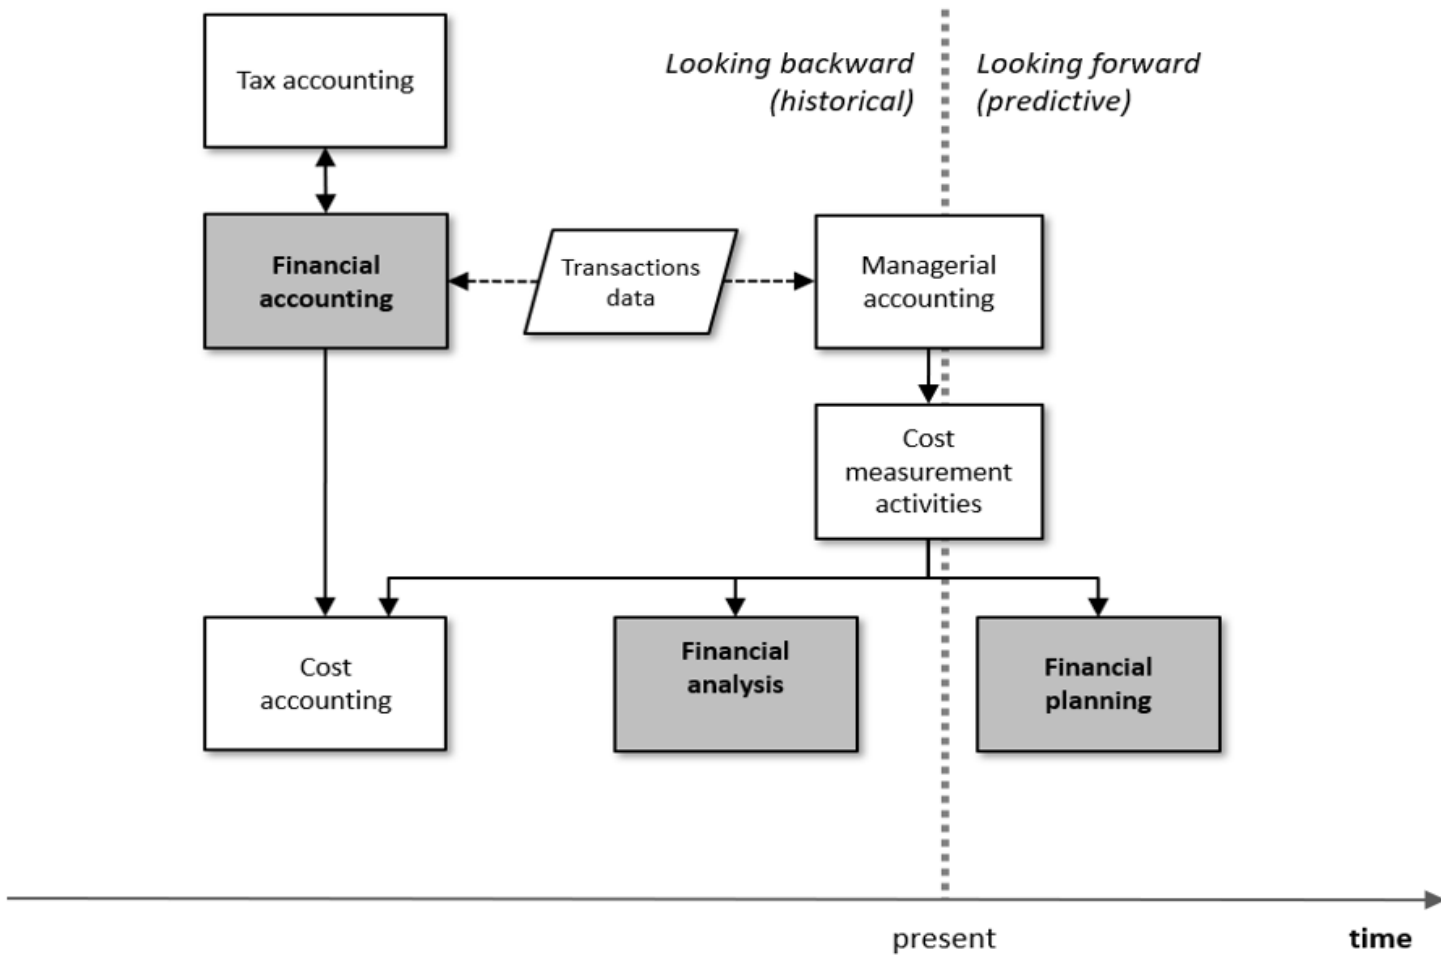 Tax accounting
Looking backward
(historical)
Looking forward
(predictive)
Financial
accounting
Transactions
data
Managerial
accounting
Cost
measurement
activities
Cost
accounting
Financial
analysis
Financial
planning
present
time